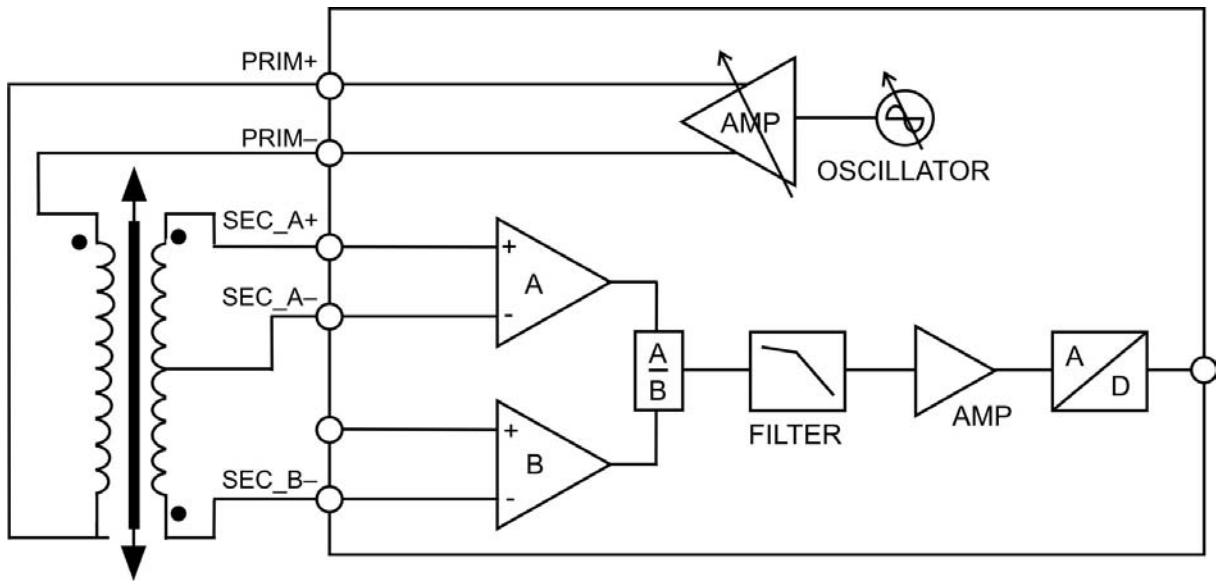 PRIM+
PRIM–
AMP
OSCILLATOR
SEC_A+
SEC_A–
+
A
-
A
B
FILTER
AMP
A
D
+
B
-
SEC_B–